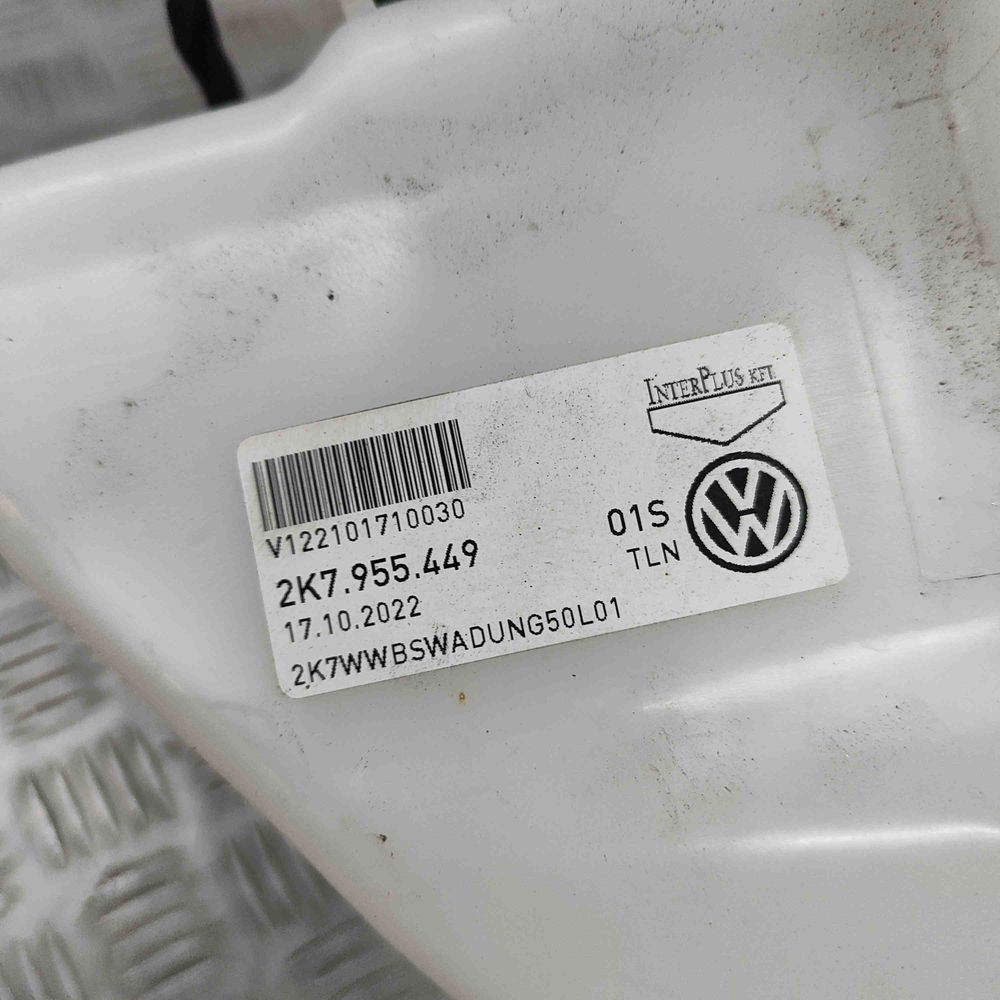 INTERPLUS KFT.
V122101710030
01S
2K7.955.449
TLN
17.10.2022
2K7WWBSWADUNG50L01